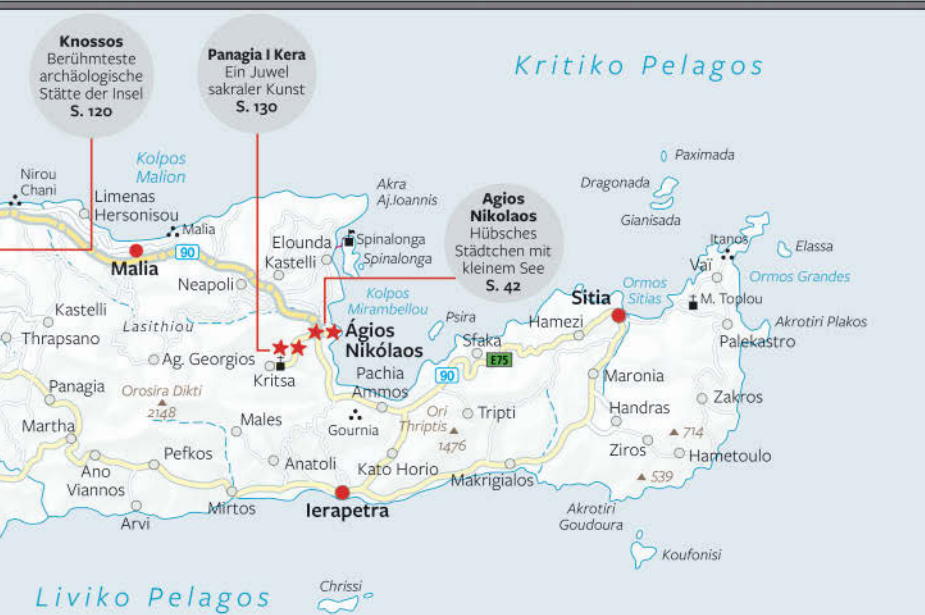 Knossos
Berühmteste
archäologische
Stätte der Insel
S. 120
Panagia I Kera
Ein Juwel
sakraler Kunst
S. 130
Kritiko Pelagos
Paximada
Dragonada
Gianisada
Nirou
Chani
Kolpos
Malion
Akra
Aj.Ioannis
Limenas
Hersonisou
Agios
Nikolaos
Hübsches
Städtchen mit
kleinem See
S. 42
Malia
Elounda
Spinalonga
Itanos
Elassa
90
Kastelli
Spinalonga
Vaï
Malia
Neapoli
Ormos Grandes
Kolpos
Mirambellou
Sitia
Ormos
Sitias
M. Toplou
Kastelli
Lasithiou
Psira
Hamezi
Akrotiri Plakos
Thrapsano
Ágios
Nikólaos
Sfaka
Palekastro
Ag. Georgios
E75
Kritsa
Pachia
Ammos
90
Maronia
Panagia
Orosira Dikti
2148
Zakros
Martha
Males
Gournia
Ori
Thriptis
1476
Tripti
Handras
714
Pefkos
Anatoli
Kato Horio
Ziros
Hametoulo
Ano
Viannos
Makrigialos
539
Arvi
Mirtos
Ierapetra
Akrotiri
Goudoura
Koufonisi
Liviko Pelagos
Chrissi